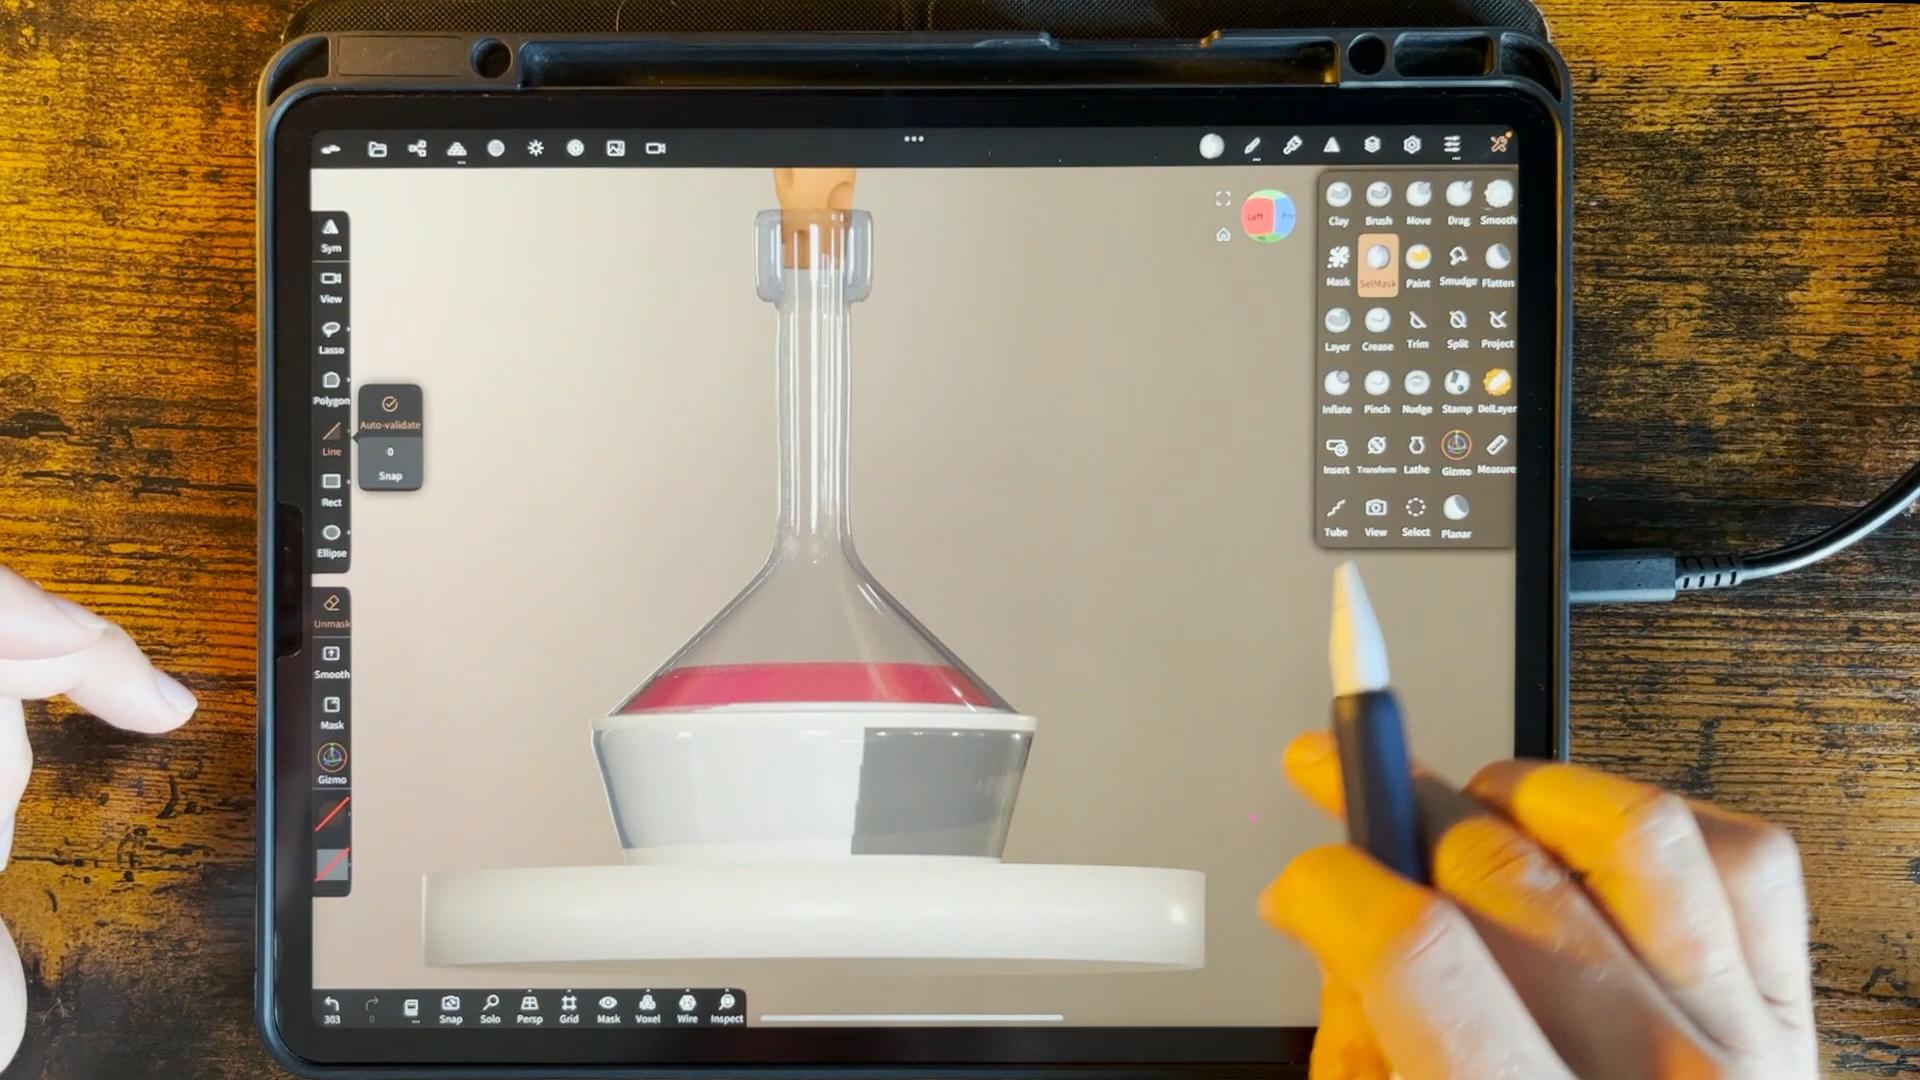 Left
Clay Brush Move Drag Smooth
Mask SelMask Paint Smudge Flatten
Layer Crease Trim Split Project
Inflate Pinch Nudge Stamp DelLayer
Insert Transform Lathe Gizmo Measure
Tube View Select Planar
Sym
View
Lasso
Polygon
Line
Rect
Ellipse
Auto-validate
0
Snap
Unmask
Smooth
Mask
Gizmo
303 0 Snap Solo Persp Grid Mask Voxel Wire Inspect